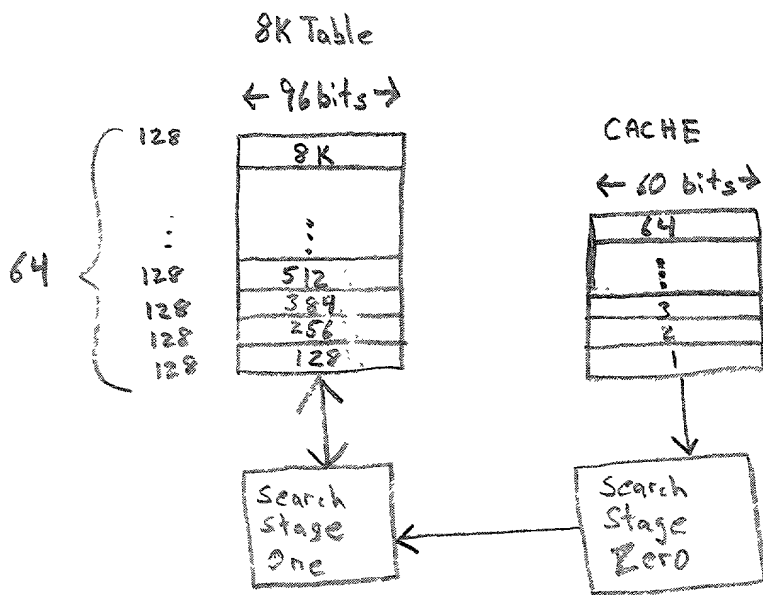 8K Table
← 96 bits →
128
8K
64
⋮
⋮
128
512
128
384
128
256
128
128
CACHE
← 60 bits →
64
⋮
3
2
1
Search
Stage
One
Search
Stage
Zero